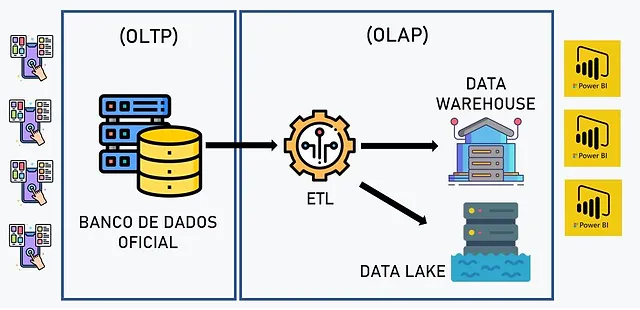 (OLTP)
(OLAP)
BANCO DE DADOS
OFICIAL
ETL
DATA
WAREHOUSE
DATA LAKE
Power BI
Power BI
Power BI